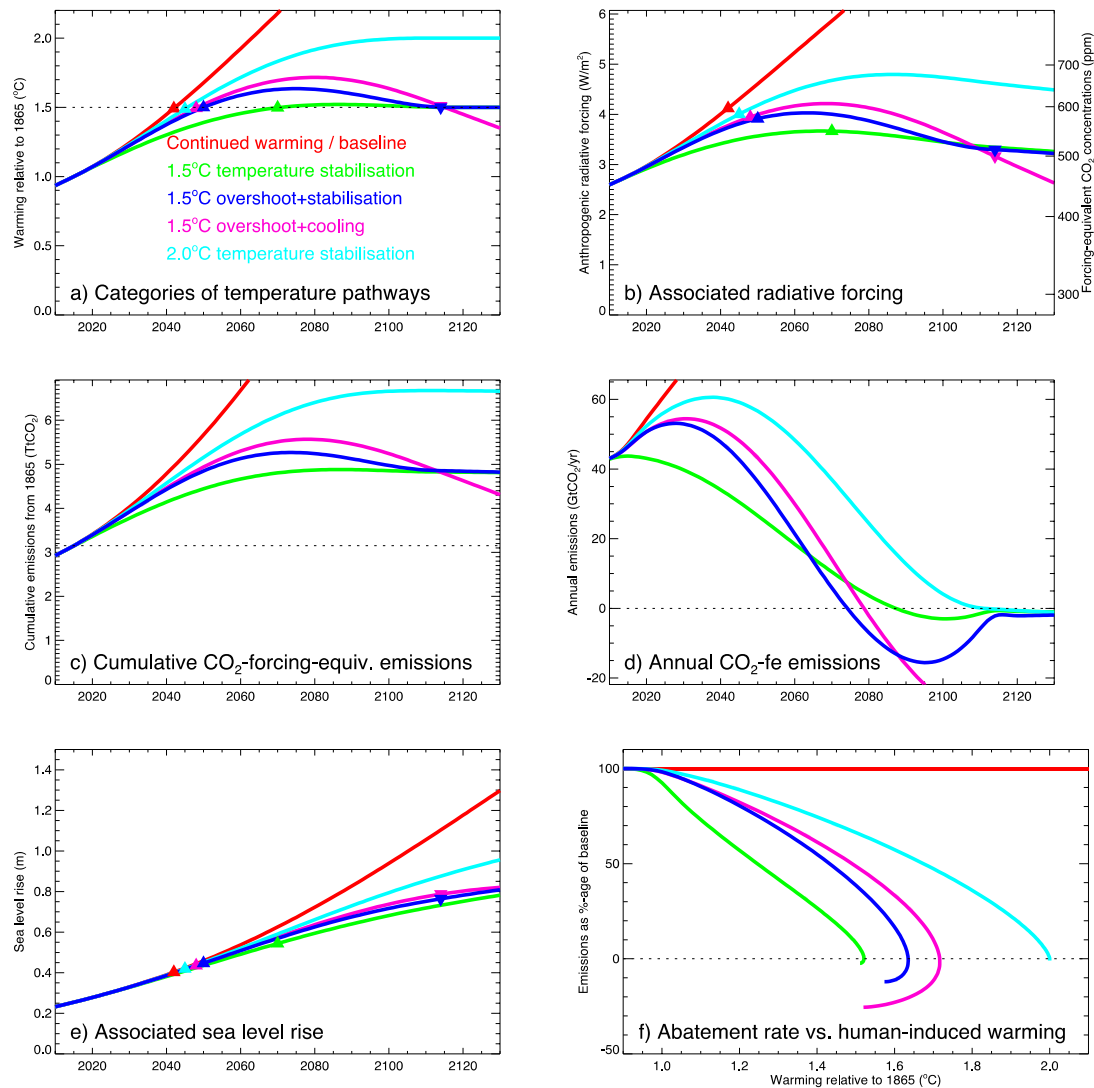 2.0
1.5
1.0
0.5
0.0
Warming relative to 1865 (°C)
Continued warming / baseline
1.5°C temperature stabilisation
1.5°C overshoot+stabilisation
1.5°C overshoot+cooling
2.0°C temperature stabilisation
a) Categories of temperature pathways
2020 2040 2060 2080 2100 2120
6
5
4
3
2
1
0
Anthropogenic radiative forcing (W/m²)
700
600
500
400
300
Forcing-equivalent CO₂ concentrations (ppm)
b) Associated radiative forcing
2020 2040 2060 2080 2100 2120
6
5
4
3
2
1
0
Cumulative emissions from 1865 (TtCO₂)
c) Cumulative CO₂-forcing-equiv. emissions
2020 2040 2060 2080 2100 2120
60
40
20
0
-20
Annual emissions (GtCO₂/yr)
d) Annual CO₂-fe emissions
2020 2040 2060 2080 2100 2120
1.4
1.2
1.0
0.8
0.6
0.4
0.2
0.0
Sea level rise (m)
e) Associated sea level rise
2020 2040 2060 2080 2100 2120
100
50
0
-50
Emissions as %-age of baseline
f) Abatement rate vs. human-induced warming
1.0 1.2 1.4 1.6 1.8 2.0
Warming relative to 1865 (°C)